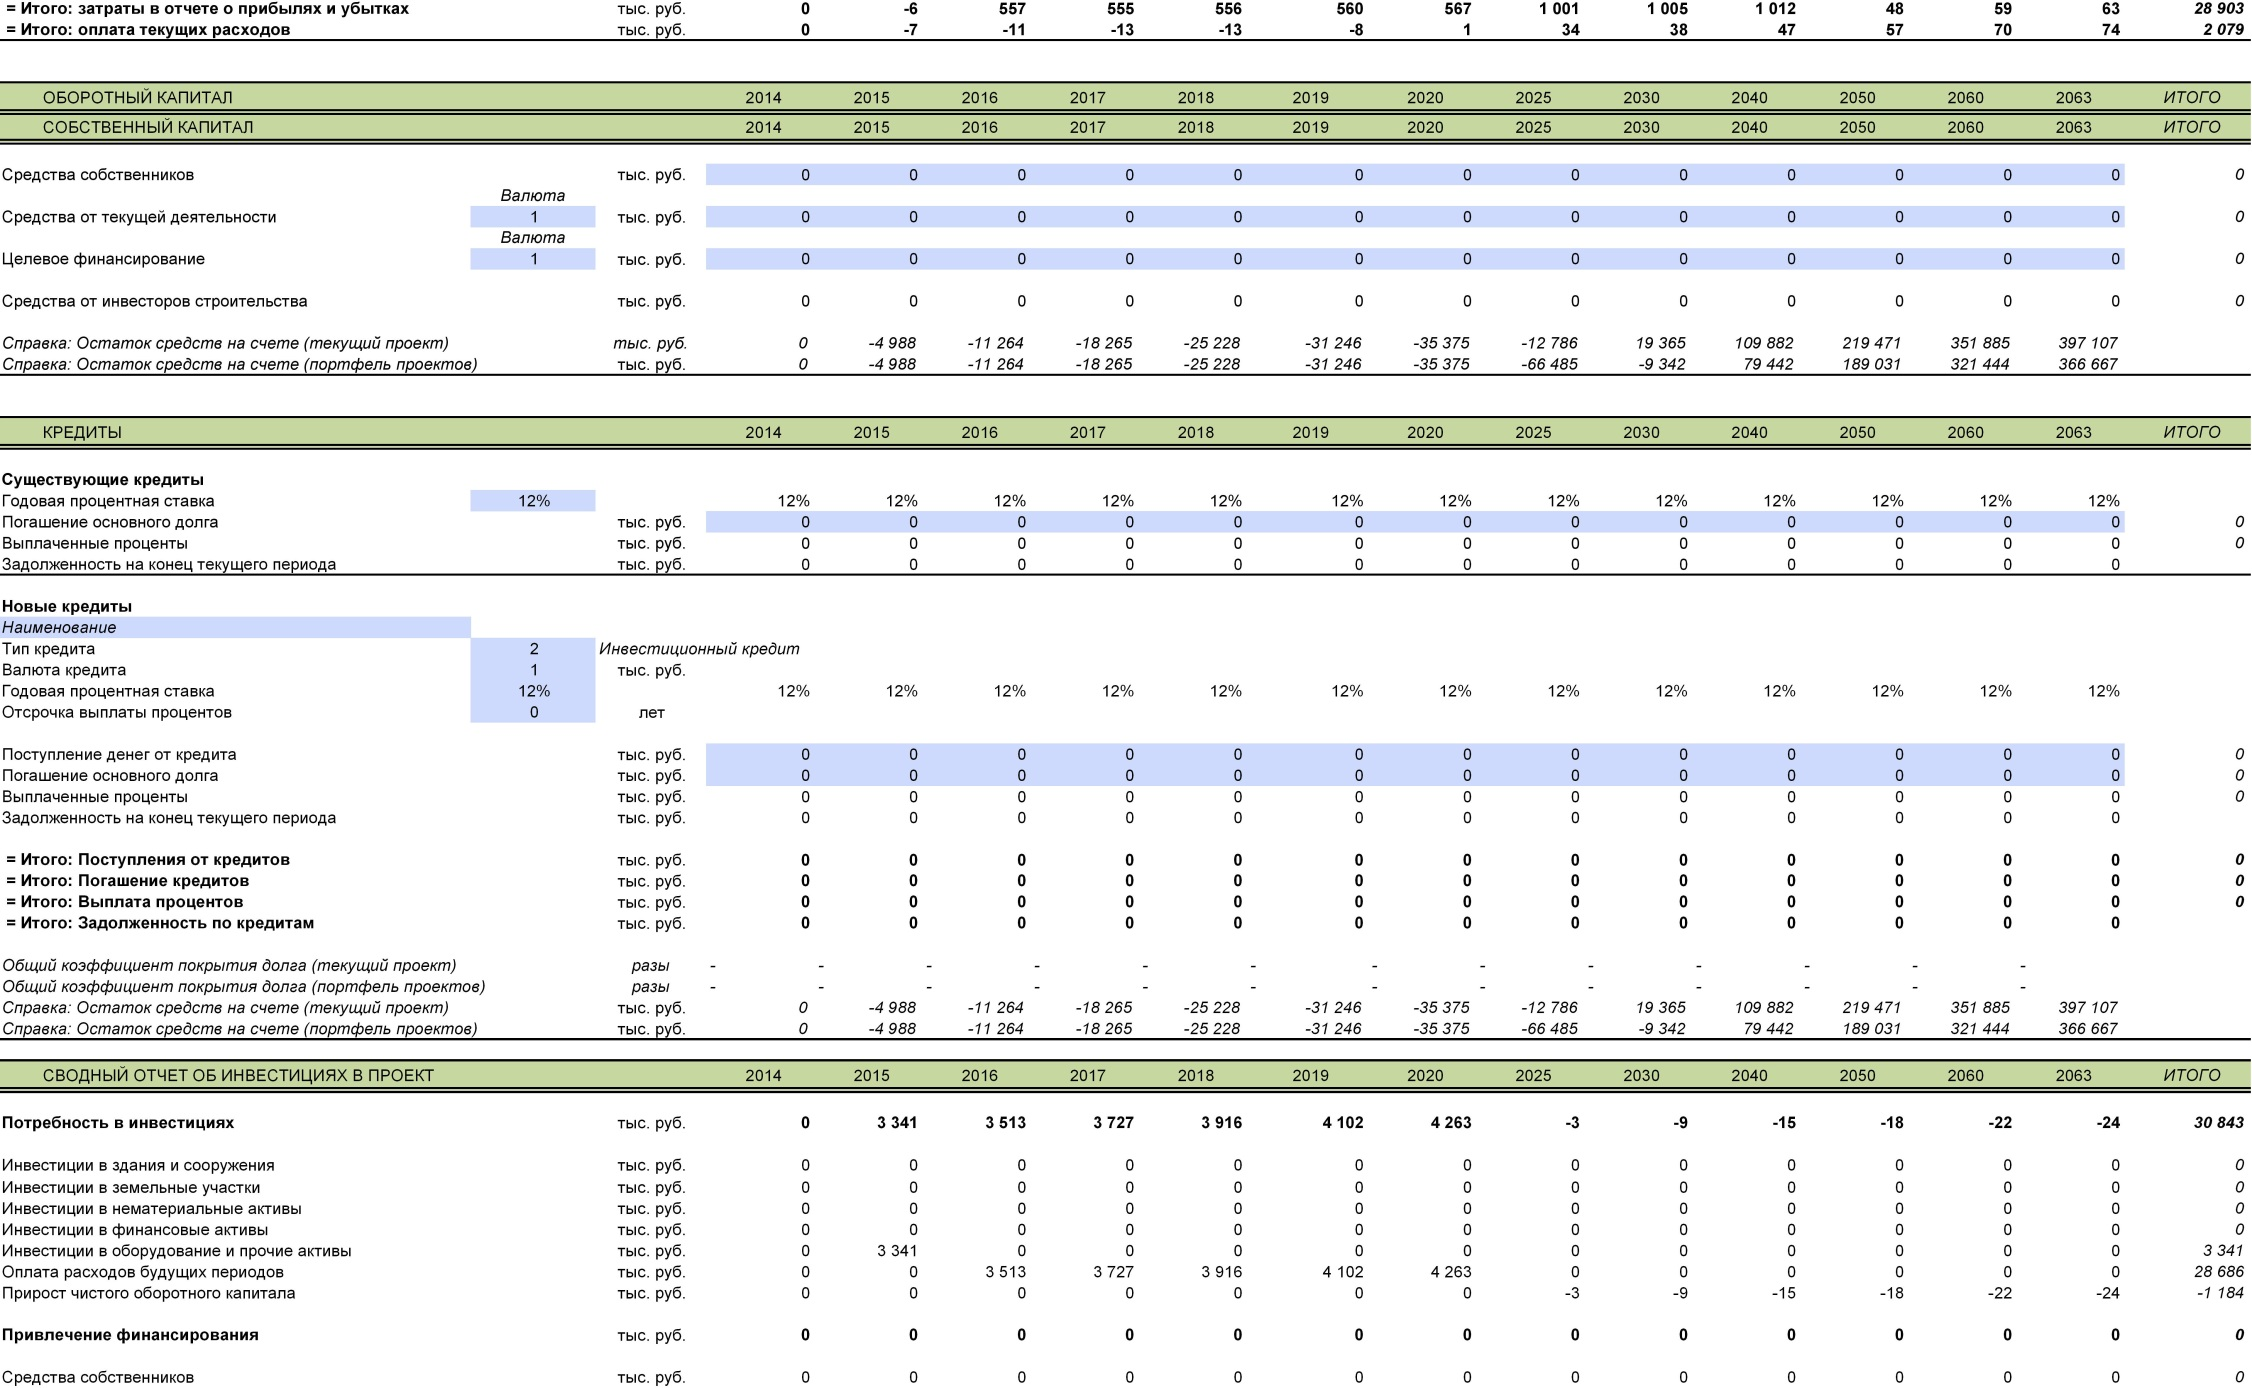 = Итого: затраты в отчете о прибылях и убытках тыс. руб. 0 -6 557 555 556 560 567 1 001 1 005 1 012 48 59 63 28 903
= Итого: оплата текущих расходов тыс. руб. 0 -7 -11 -13 -13 -8 1 34 38 47 57 70 74 2 079
ОБОРОТНЫЙ КАПИТАЛ 2014 2015 2016 2017 2018 2019 2020 2025 2030 2040 2050 2060 2063 ИТОГО
СОБСТВЕННЫЙ КАПИТАЛ 2014 2015 2016 2017 2018 2019 2020 2025 2030 2040 2050 2060 2063 ИТОГО
Средства собственников тыс. руб. 0 0 0 0 0 0 0 0 0 0 0 0 0 0
Валюта
Средства от текущей деятельности 1 тыс. руб. 0 0 0 0 0 0 0 0 0 0 0 0 0 0
Валюта
Целевое финансирование 1 тыс. руб. 0 0 0 0 0 0 0 0 0 0 0 0 0 0
Средства от инвесторов строительства тыс. руб. 0 0 0 0 0 0 0 0 0 0 0 0 0 0
Справка: Остаток средств на счете (текущий проект) тыс. руб. 0 -4 988 -11 264 -18 265 -25 228 -31 246 -35 375 -12 786 19 365 109 882 219 471 351 885 397 107
Справка: Остаток средств на счете (портфель проектов) тыс. руб. 0 -4 988 -11 264 -18 265 -25 228 -31 246 -35 375 -66 485 -9 342 79 442 189 031 321 444 366 667
КРЕДИТЫ 2014 2015 2016 2017 2018 2019 2020 2025 2030 2040 2050 2060 2063 ИТОГО
Существующие кредиты
Годовая процентная ставка 12% 12% 12% 12% 12% 12% 12% 12% 12% 12% 12% 12% 12% 12%
Погашение основного долга тыс. руб. 0 0 0 0 0 0 0 0 0 0 0 0 0 0
Выплаченные проценты тыс. руб. 0 0 0 0 0 0 0 0 0 0 0 0 0 0
Задолженность на конец текущего периода тыс. руб. 0 0 0 0 0 0 0 0 0 0 0 0 0
Новые кредиты
Наименование
Тип кредита 2 Инвестиционный кредит
Валюта кредита 1 тыс. руб.
Годовая процентная ставка 12% 12% 12% 12% 12% 12% 12% 12% 12% 12% 12% 12% 12% 12%
Отсрочка выплаты процентов 0 лет
Поступление денег от кредита тыс. руб. 0 0 0 0 0 0 0 0 0 0 0 0 0 0
Погашение основного долга тыс. руб. 0 0 0 0 0 0 0 0 0 0 0 0 0 0
Выплаченные проценты тыс. руб. 0 0 0 0 0 0 0 0 0 0 0 0 0 0
Задолженность на конец текущего периода тыс. руб. 0 0 0 0 0 0 0 0 0 0 0 0 0
= Итого: Поступления от кредитов тыс. руб. 0 0 0 0 0 0 0 0 0 0 0 0 0 0
= Итого: Погашение кредитов тыс. руб. 0 0 0 0 0 0 0 0 0 0 0 0 0 0
= Итого: Выплата процентов тыс. руб. 0 0 0 0 0 0 0 0 0 0 0 0 0 0
= Итого: Задолженность по кредитам тыс. руб. 0 0 0 0 0 0 0 0 0 0 0 0 0
Общий коэффициент покрытия долга (текущий проект) разы - - - - - - - - - - - - -
Общий коэффициент покрытия долга (портфель проектов) разы - - - - - - - - - - - - -
Справка: Остаток средств на счете (текущий проект) тыс. руб. 0 -4 988 -11 264 -18 265 -25 228 -31 246 -35 375 -12 786 19 365 109 882 219 471 351 885 397 107
Справка: Остаток средств на счете (портфель проектов) тыс. руб. 0 -4 988 -11 264 -18 265 -25 228 -31 246 -35 375 -66 485 -9 342 79 442 189 031 321 444 366 667
СВОДНЫЙ ОТЧЕТ ОБ ИНВЕСТИЦИЯХ В ПРОЕКТ 2014 2015 2016 2017 2018 2019 2020 2025 2030 2040 2050 2060 2063 ИТОГО
Потребность в инвестициях тыс. руб. 0 3 341 3 513 3 727 3 916 4 102 4 263 -3 -9 -15 -18 -22 -24 30 843
Инвестиции в здания и сооружения тыс. руб. 0 0 0 0 0 0 0 0 0 0 0 0 0 0
Инвестиции в земельные участки тыс. руб. 0 0 0 0 0 0 0 0 0 0 0 0 0 0
Инвестиции в нематериальные активы тыс. руб. 0 0 0 0 0 0 0 0 0 0 0 0 0 0
Инвестиции в финансовые активы тыс. руб. 0 0 0 0 0 0 0 0 0 0 0 0 0 0
Инвестиции в оборудование и прочие активы тыс. руб. 0 3 341 0 0 0 0 0 0 0 0 0 0 0 3 341
Оплата расходов будущих периодов тыс. руб. 0 0 3 513 3 727 3 916 4 102 4 263 0 0 0 0 0 0 28 686
Прирост чистого оборотного капитала тыс. руб. 0 0 0 0 0 0 0 -3 -9 -15 -18 -22 -24 -1 184
Привлечение финансирования тыс. руб. 0 0 0 0 0 0 0 0 0 0 0 0 0 0
Средства собственников тыс. руб. 0 0 0 0 0 0 0 0 0 0 0 0 0 0